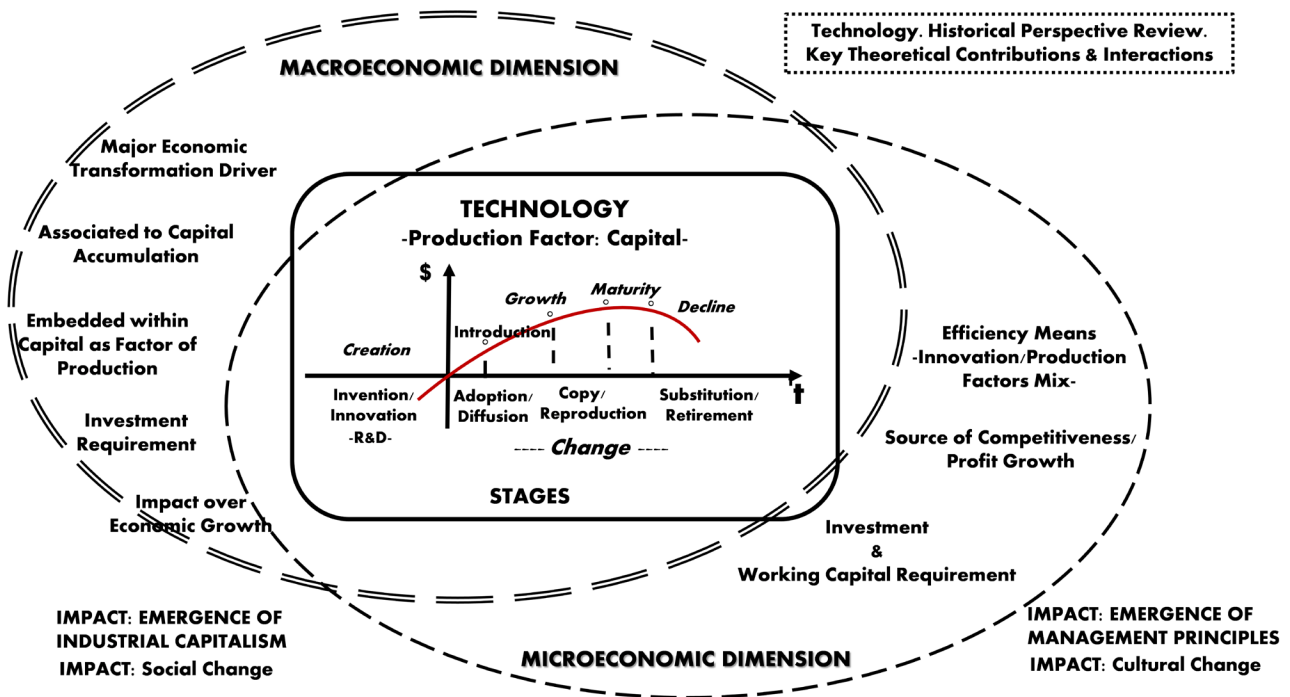 Technology. Historical Perspective Review.
Key Theoretical Contributions & Interactions
MACROECONOMIC DIMENSION
Major Economic
Transformation Driver
Associated to Capital
Accumulation
Embedded within
Capital as Factor of
Production
Investment
Requirement
Impact over
Economic Growth
TECHNOLOGY
-Production Factor: Capital-
$
Creation
Introduction
Growth
Maturity
Decline
t
Invention/
Innovation
-R&D-
Adoption/
Diffusion
Copy/
Reproduction
Substitution/
Retirement
---- Change ----
STAGES
Efficiency Means
-Innovation/Production
Factors Mix-
Source of Competitiveness/
Profit Growth
Investment
&
Working Capital Requirement
MICROECONOMIC DIMENSION
IMPACT: EMERGENCE OF
INDUSTRIAL CAPITALISM
IMPACT: Social Change
IMPACT: EMERGENCE OF
MANAGEMENT PRINCIPLES
IMPACT: Cultural Change